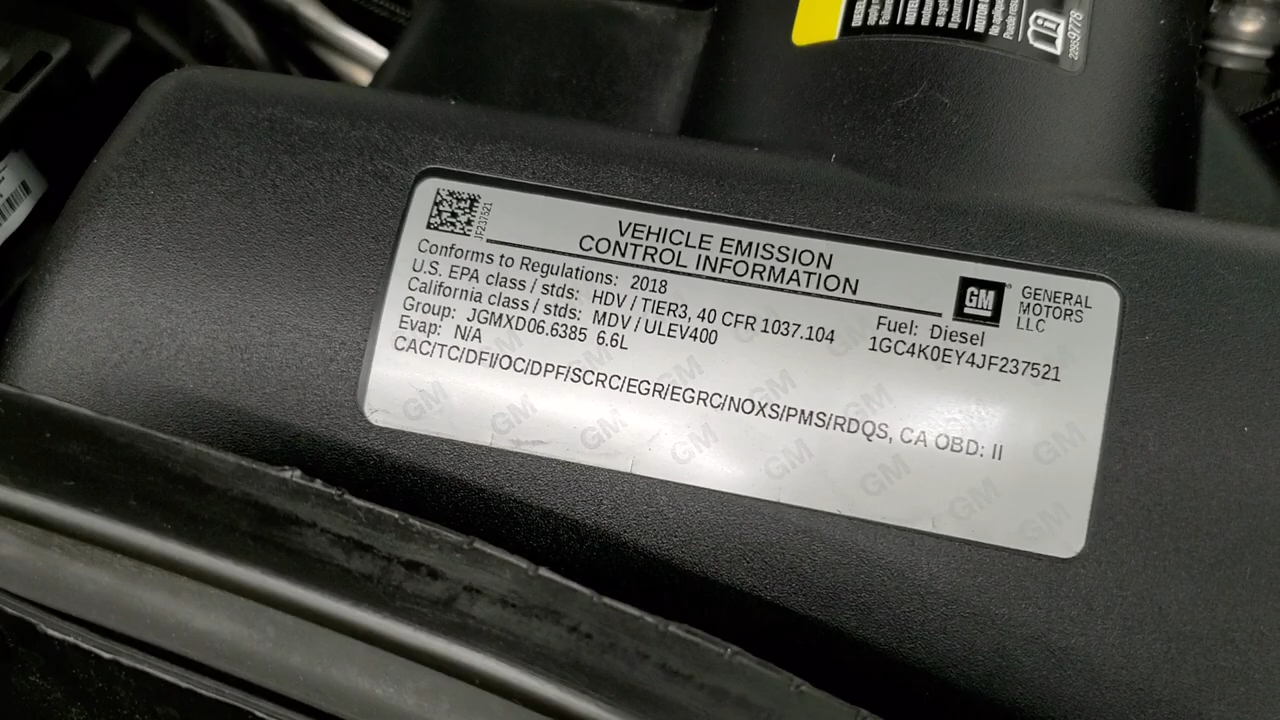 JF237521
VEHICLE EMISSION
CONTROL INFORMATION
GM
GENERAL
MOTORS
LLC
Conforms to Regulations: 2018
U.S. EPA class / stds: HDV / TIER3, 40 CFR 1037.104
California class / stds: MDV / ULEV400
Group: JGMXD06.6385 6.6L
Evap: N/A
Fuel: Diesel
1GC4K0EY4JF237521
CAC/TC/DFI/OC/DPF/SCRC/EGR/EGRC/NOXS/PMS/RDQS, CA OBD: II